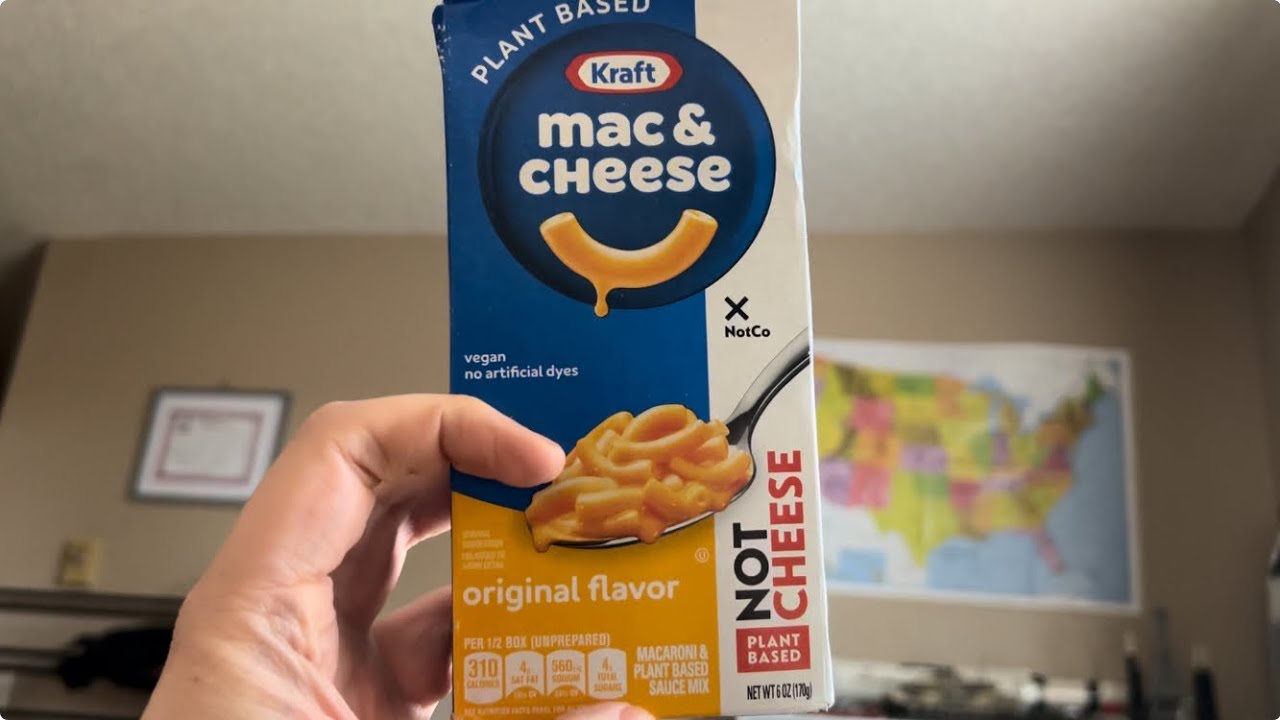 PLANT BASED
Kraft
mac &
cheese
NotCo
vegan
no artificial dyes
NOT
CHEESE
PLANT
BASED
original flavor
PER 1/2 BOX (UNPREPARED)
310
CALORIES
4g
SAT FAT
560mg
SODIUM
4g
TOTAL
SUGARS
MACARONI &
PLANT BASED
SAUCE MIX
NET WT 6 OZ (170g)